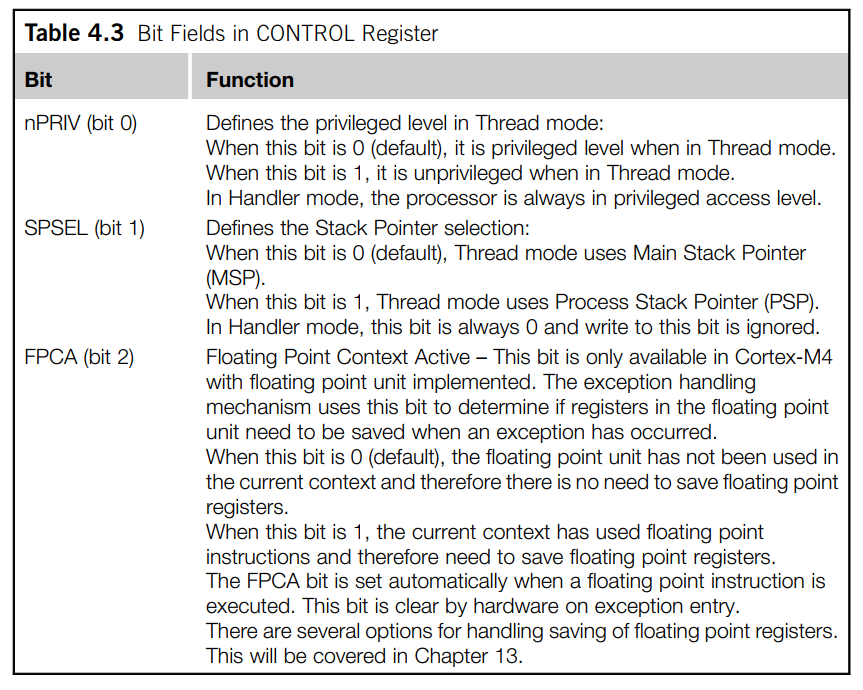 Table 4.3 Bit Fields in CONTROL Register
Bit Function
nPRIV (bit 0) Defines the privileged level in Thread mode:
When this bit is 0 (default), it is privileged level when in Thread mode.
When this bit is 1, it is unprivileged when in Thread mode.
In Handler mode, the processor is always in privileged access level.
SPSEL (bit 1) Defines the Stack Pointer selection:
When this bit is 0 (default), Thread mode uses Main Stack Pointer
(MSP).
When this bit is 1, Thread mode uses Process Stack Pointer (PSP).
In Handler mode, this bit is always 0 and write to this bit is ignored.
FPCA (bit 2) Floating Point Context Active – This bit is only available in Cortex-M4
with floating point unit implemented. The exception handling
mechanism uses this bit to determine if registers in the floating point
unit need to be saved when an exception has occurred.
When this bit is 0 (default), the floating point unit has not been used in
the current context and therefore there is no need to save floating point
registers.
When this bit is 1, the current context has used floating point
instructions and therefore need to save floating point registers.
The FPCA bit is set automatically when a floating point instruction is
executed. This bit is clear by hardware on exception entry.
There are several options for handling saving of floating point registers.
This will be covered in Chapter 13.